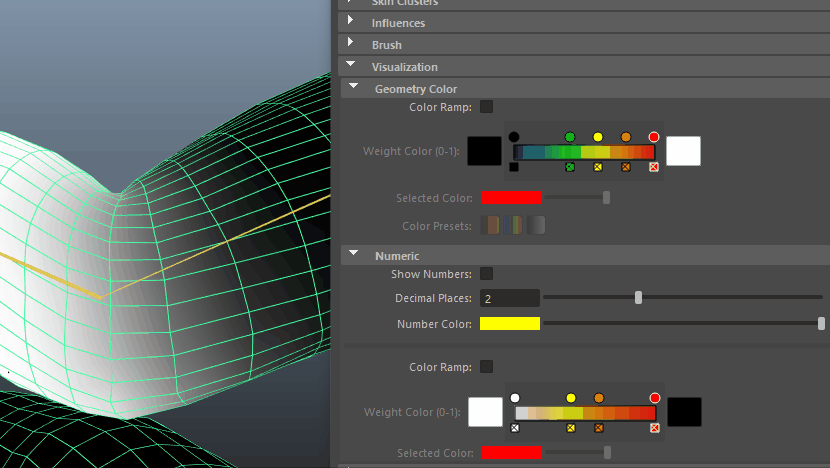 Skin Clusters
Influences
Brush
Visualization
Geometry Color
Color Ramp:
Weight Color (0-1):
Selected Color:
Color Presets:
Numeric
Show Numbers:
Decimal Places: 2
Number Color:
Color Ramp:
Weight Color (0-1):
Selected Color: